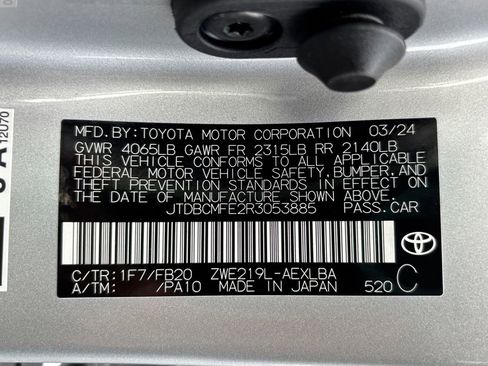 MFD.BY:TOYOTA MOTOR CORPORATION 03/24
GVWR 4065LB GAWR FR 2315LB RR 2140LB
THIS VEHICLE CONFORMS TO ALL APPLICABLE
FEDERAL MOTOR VEHICLE SAFETY,BUMPER,AND
THEFT PREVENTION STANDARDS IN EFFECT ON
THE DATE OF MANUFACTURE SHOWN ABOVE.
JTDBCMFE2R3053885 PASS.CAR
C/TR:1F7/FB20 ZWE219L-AEXLBA
A/TM: /PA10 MADE IN JAPAN 520 C
12U70